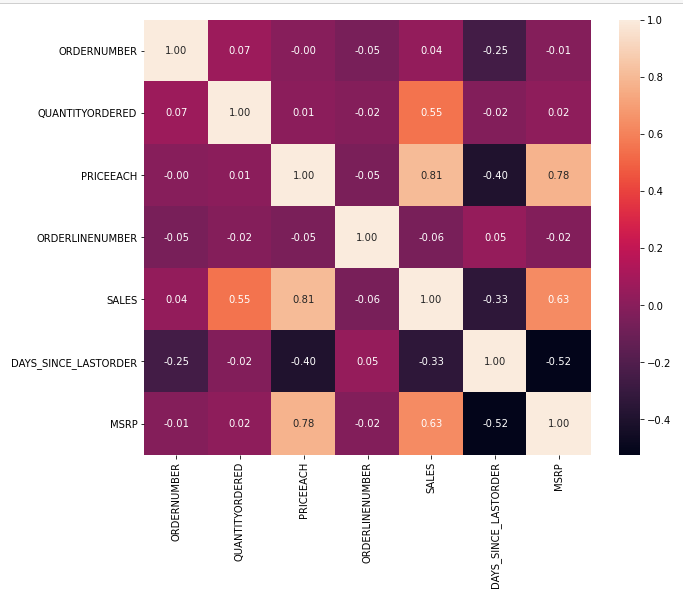 ORDERNUMBER 1.00 0.07 -0.00 -0.05 0.04 -0.25 -0.01
QUANTITYORDERED 0.07 1.00 0.01 -0.02 0.55 -0.02 0.02
PRICEEACH -0.00 0.01 1.00 -0.05 0.81 -0.40 0.78
ORDERLINENUMBER -0.05 -0.02 -0.05 1.00 -0.06 0.05 -0.02
SALES 0.04 0.55 0.81 -0.06 1.00 -0.33 0.63
DAYS_SINCE_LASTORDER -0.25 -0.02 -0.40 0.05 -0.33 1.00 -0.52
MSRP -0.01 0.02 0.78 -0.02 0.63 -0.52 1.00
ORDERNUMBER
QUANTITYORDERED
PRICEEACH
ORDERLINENUMBER
SALES
DAYS_SINCE_LASTORDER
MSRP
1.0
0.8
0.6
0.4
0.2
0.0
−0.2
−0.4